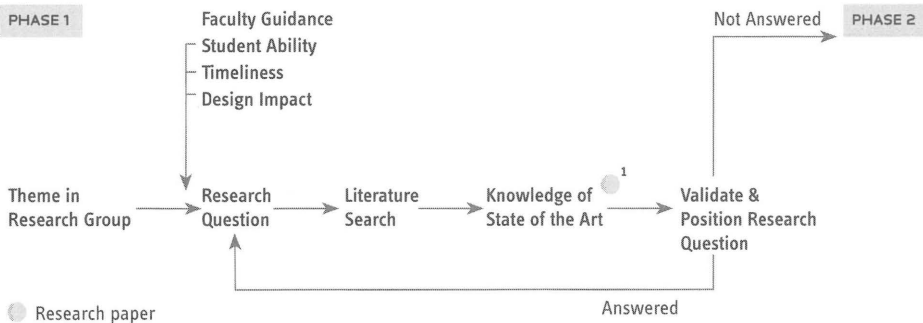 PHASE 1
Faculty Guidance
Student Ability
Timeliness
Design Impact
Not Answered
PHASE 2
Theme in
Research Group
Research
Question
Literature
Search
Knowledge of
State of the Art
1
Validate &
Position Research
Question
Answered
Research paper